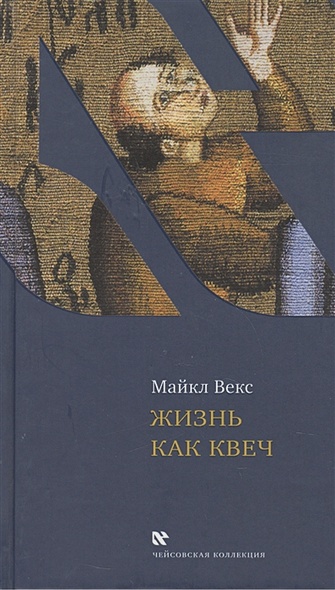 Майкл Векс
ЖИЗНЬ
КАК КВЕЧ
ЧЕЙСОВСКАЯ КОЛЛЕКЦИЯ